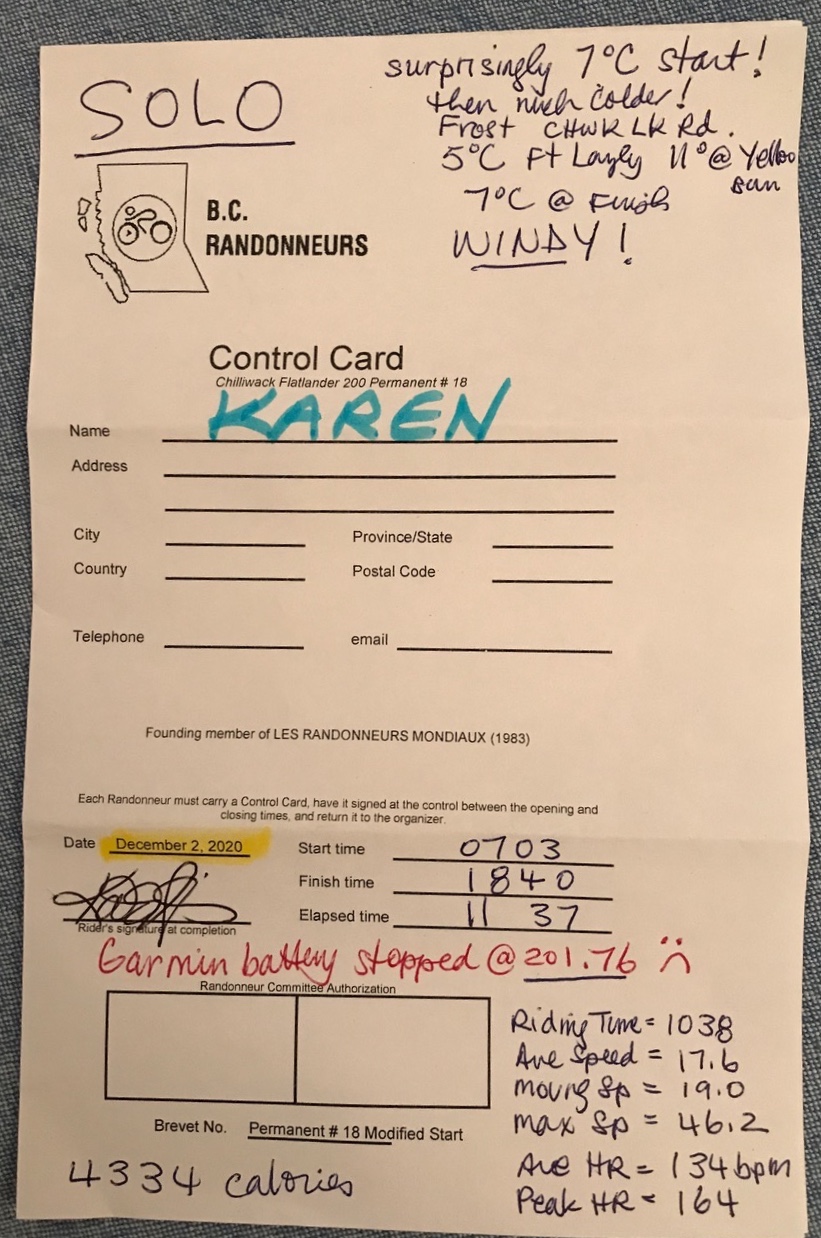 SOLO
surprisingly 7°C start!
then much colder!
Frost CHWK LK Rd.
5°C Ft Langly 11°@ Yello
Barn
7°C @ Finish
WINDY!
B.C.
RANDONNEURS
Control Card
Chilliwack Flatlander 200 Permanent # 18
Name KAREN
Address
City Province/State
Country Postal Code
Telephone email
Founding member of LES RANDONNEURS MONDIAUX (1983)
Each Randonneur must carry a Control Card, have it signed at the control between the opening and
closing times, and return it to the organizer.
Date December 2, 2020 Start time 0703
Finish time 1840
Elapsed time 11 37
Rider's signature at completion
Garmin battery stopped @ 201.76
Randonneur Committee Authorization
Riding Time = 1038
Ave Speed = 17.6
moving Sp = 19.0
max Sp = 46.2
Brevet No. Permanent # 18 Modified Start
Ave HR = 134 bpm
Peak HR = 164
4334 calories